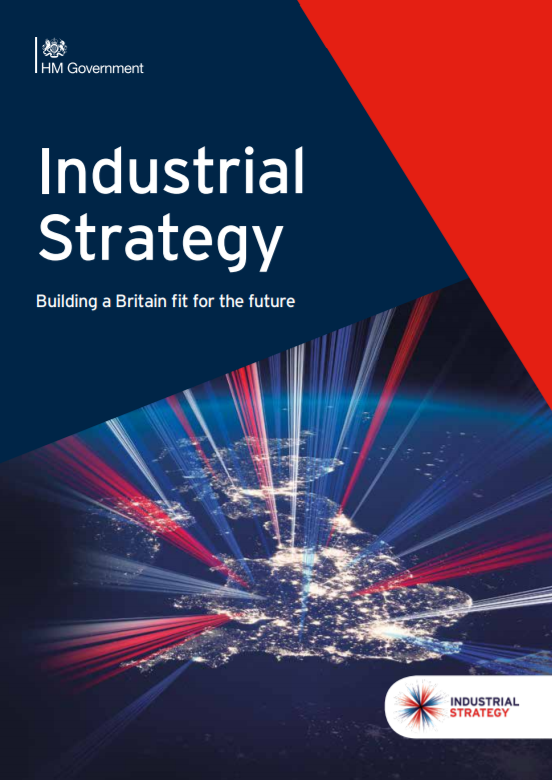 HM Government
Industrial
Strategy
Building a Britain fit for the future
INDUSTRIAL
STRATEGY